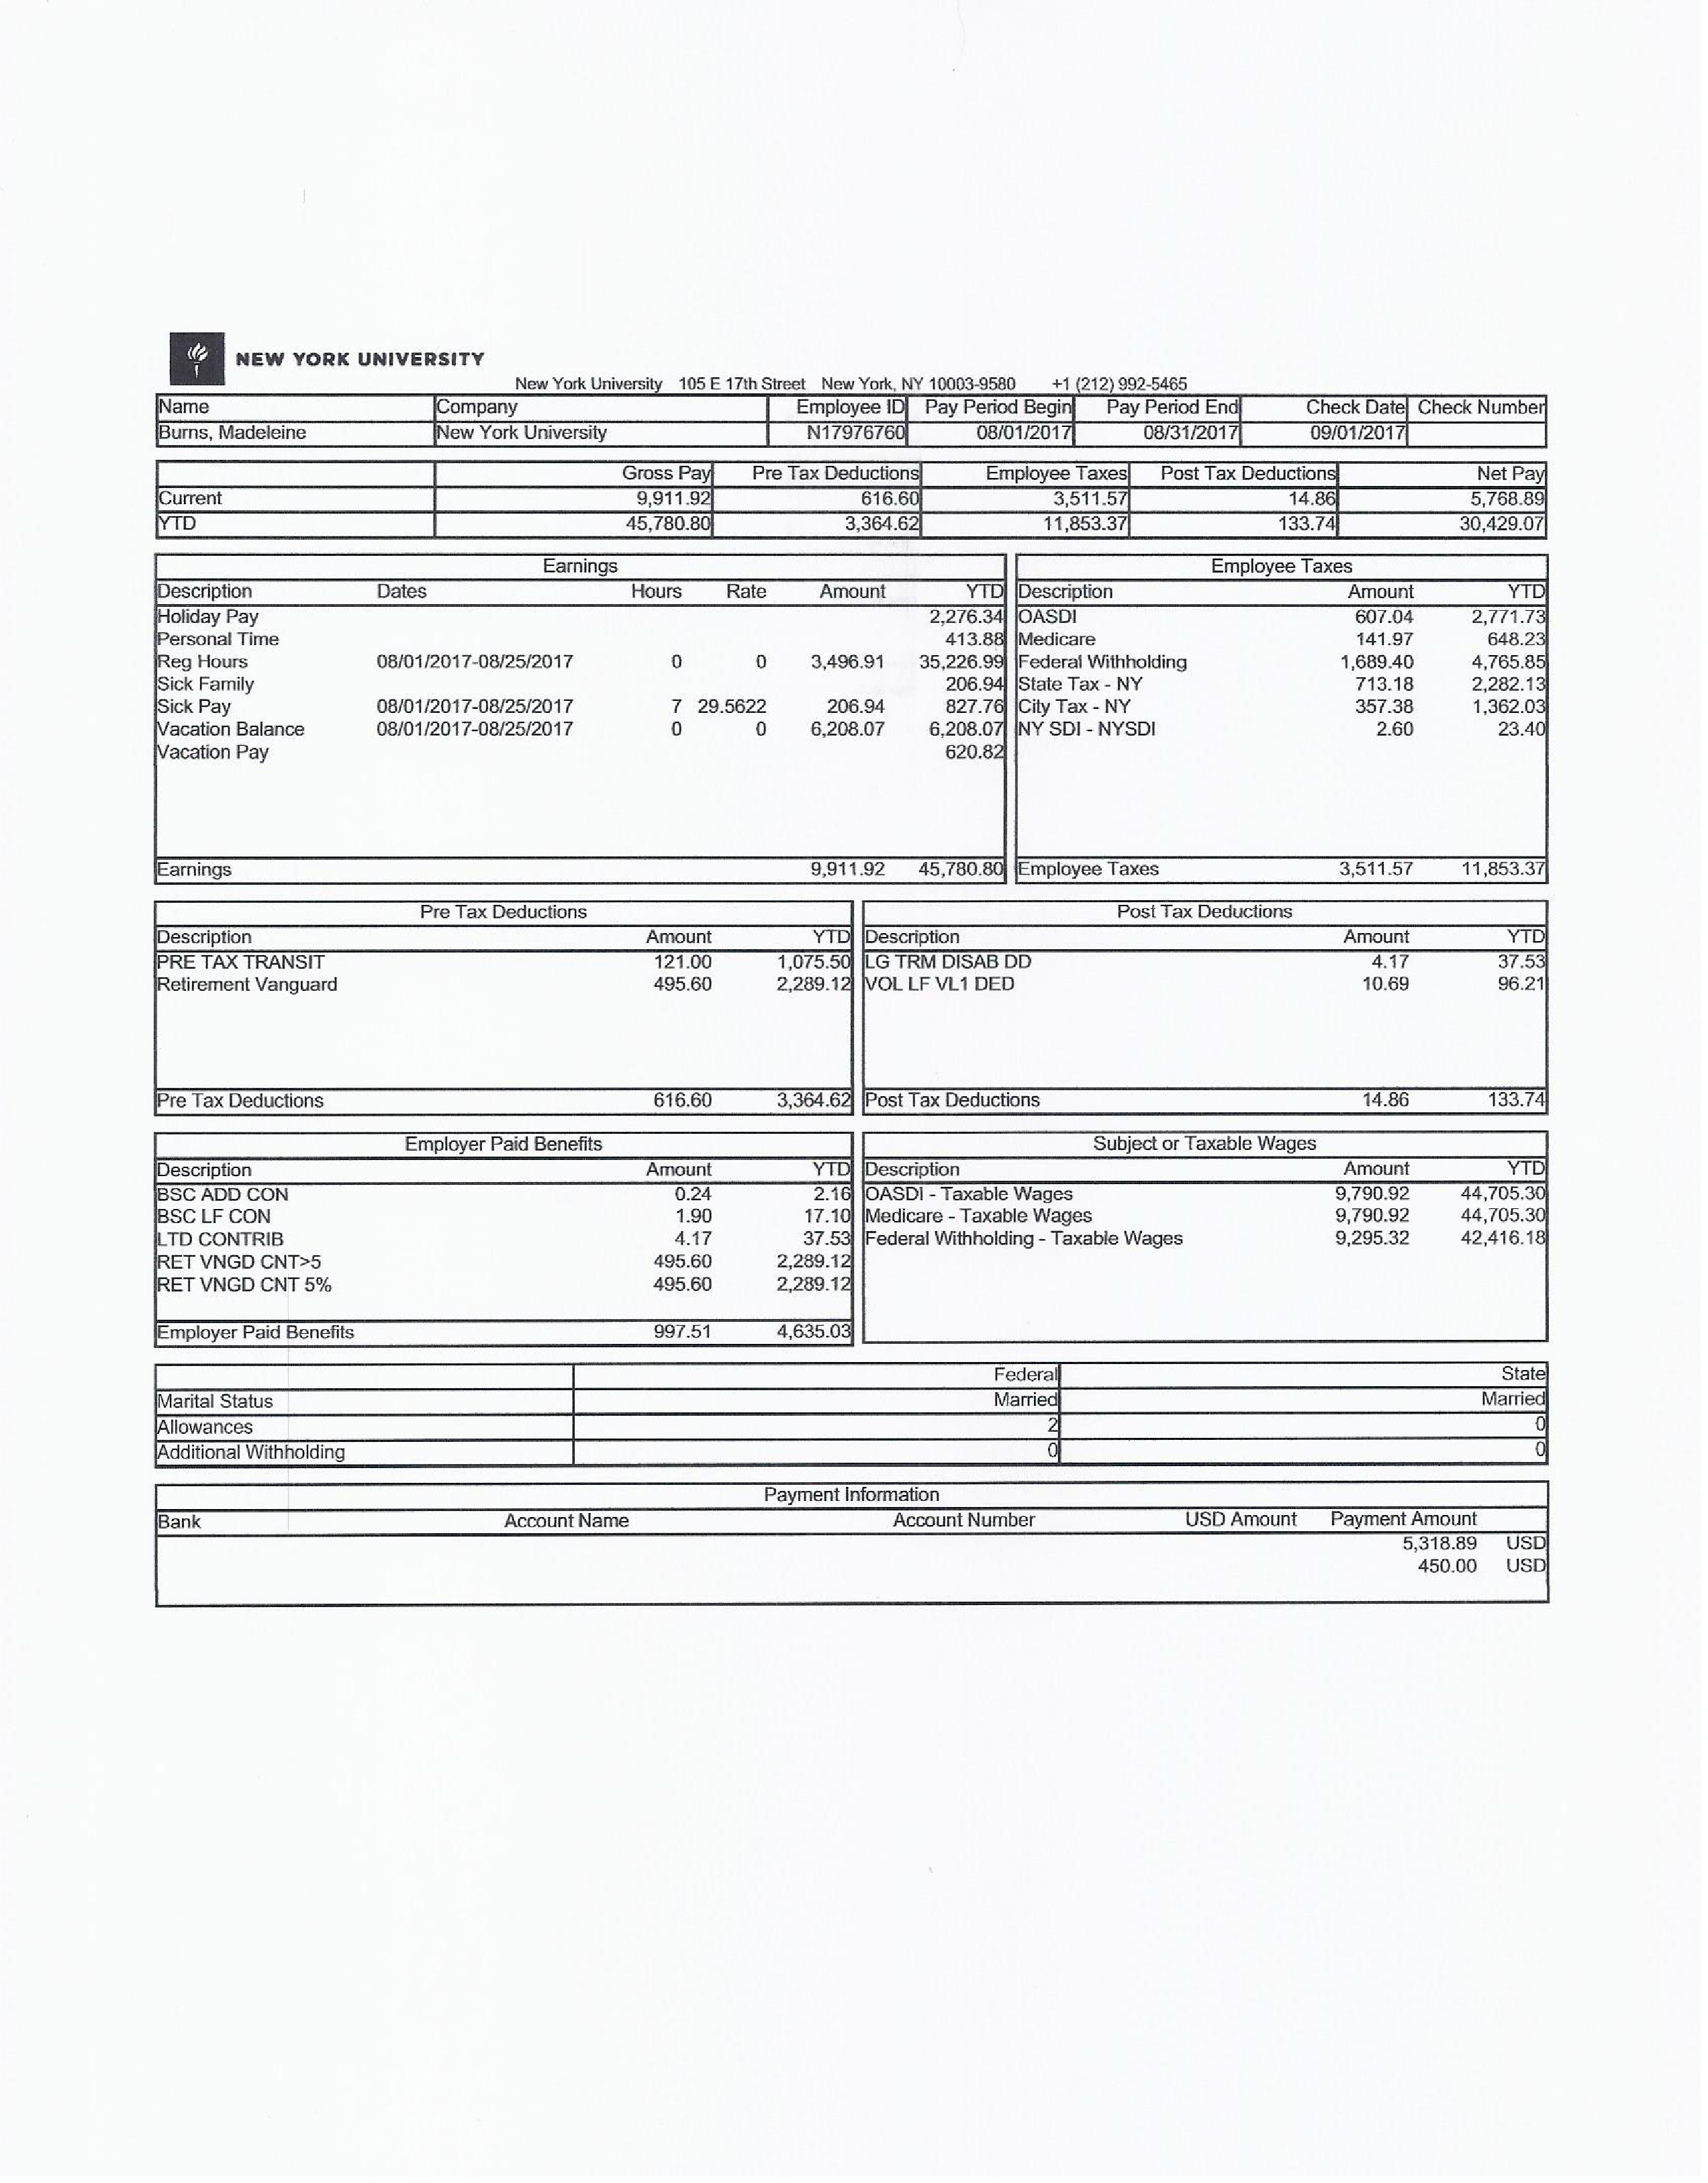 NEW YORK UNIVERSITY
New York University 105 E 17th Street New York, NY 10003-9580 +1 (212) 992-5465
Name Company Employee ID Pay Period Begin Pay Period End Check Date Check Number
Burns, Madeleine New York University N17976760 08/01/2017 08/31/2017 09/01/2017
Gross Pay Pre Tax Deductions Employee Taxes Post Tax Deductions Net Pay
Current 9,911.92 616.60 3,511.57 14.86 5,768.89
YTD 45,780.80 3,364.62 11,853.37 133.74 30,429.07
Earnings
Description Dates Hours Rate Amount YTD
Holiday Pay 2,276.34
Personal Time 413.88
Reg Hours 08/01/2017-08/25/2017 0 0 3,496.91 35,226.99
Sick Family 206.94
Sick Pay 08/01/2017-08/25/2017 7 29.5622 206.94 827.76
Vacation Balance 08/01/2017-08/25/2017 0 0 6,208.07 6,208.07
Vacation Pay 620.82
Earnings 9,911.92 45,780.80
Employee Taxes
Description Amount YTD
OASDI 607.04 2,771.73
Medicare 141.97 648.23
Federal Withholding 1,689.40 4,765.85
State Tax - NY 713.18 2,282.13
City Tax - NY 357.38 1,362.03
NY SDI - NYSDI 2.60 23.40
Employee Taxes 3,511.57 11,853.37
Pre Tax Deductions
Description Amount YTD
PRE TAX TRANSIT 121.00 1,075.50
Retirement Vanguard 495.60 2,289.12
Pre Tax Deductions 616.60 3,364.62
Post Tax Deductions
Description Amount YTD
LG TRM DISAB DD 4.17 37.53
VOL LF VL1 DED 10.69 96.21
Post Tax Deductions 14.86 133.74
Employer Paid Benefits
Description Amount YTD
BSC ADD CON 0.24 2.16
BSC LF CON 1.90 17.10
LTD CONTRIB 4.17 37.53
RET VNGD CNT>5 495.60 2,289.12
RET VNGD CNT 5% 495.60 2,289.12
Employer Paid Benefits 997.51 4,635.03
Subject or Taxable Wages
Description Amount YTD
OASDI - Taxable Wages 9,790.92 44,705.30
Medicare - Taxable Wages 9,790.92 44,705.30
Federal Withholding - Taxable Wages 9,295.32 42,416.18
Federal State
Marital Status Married Married
Allowances 2 0
Additional Withholding 0 0
Payment Information
Bank Account Name Account Number USD Amount Payment Amount
5,318.89 USD
450.00 USD